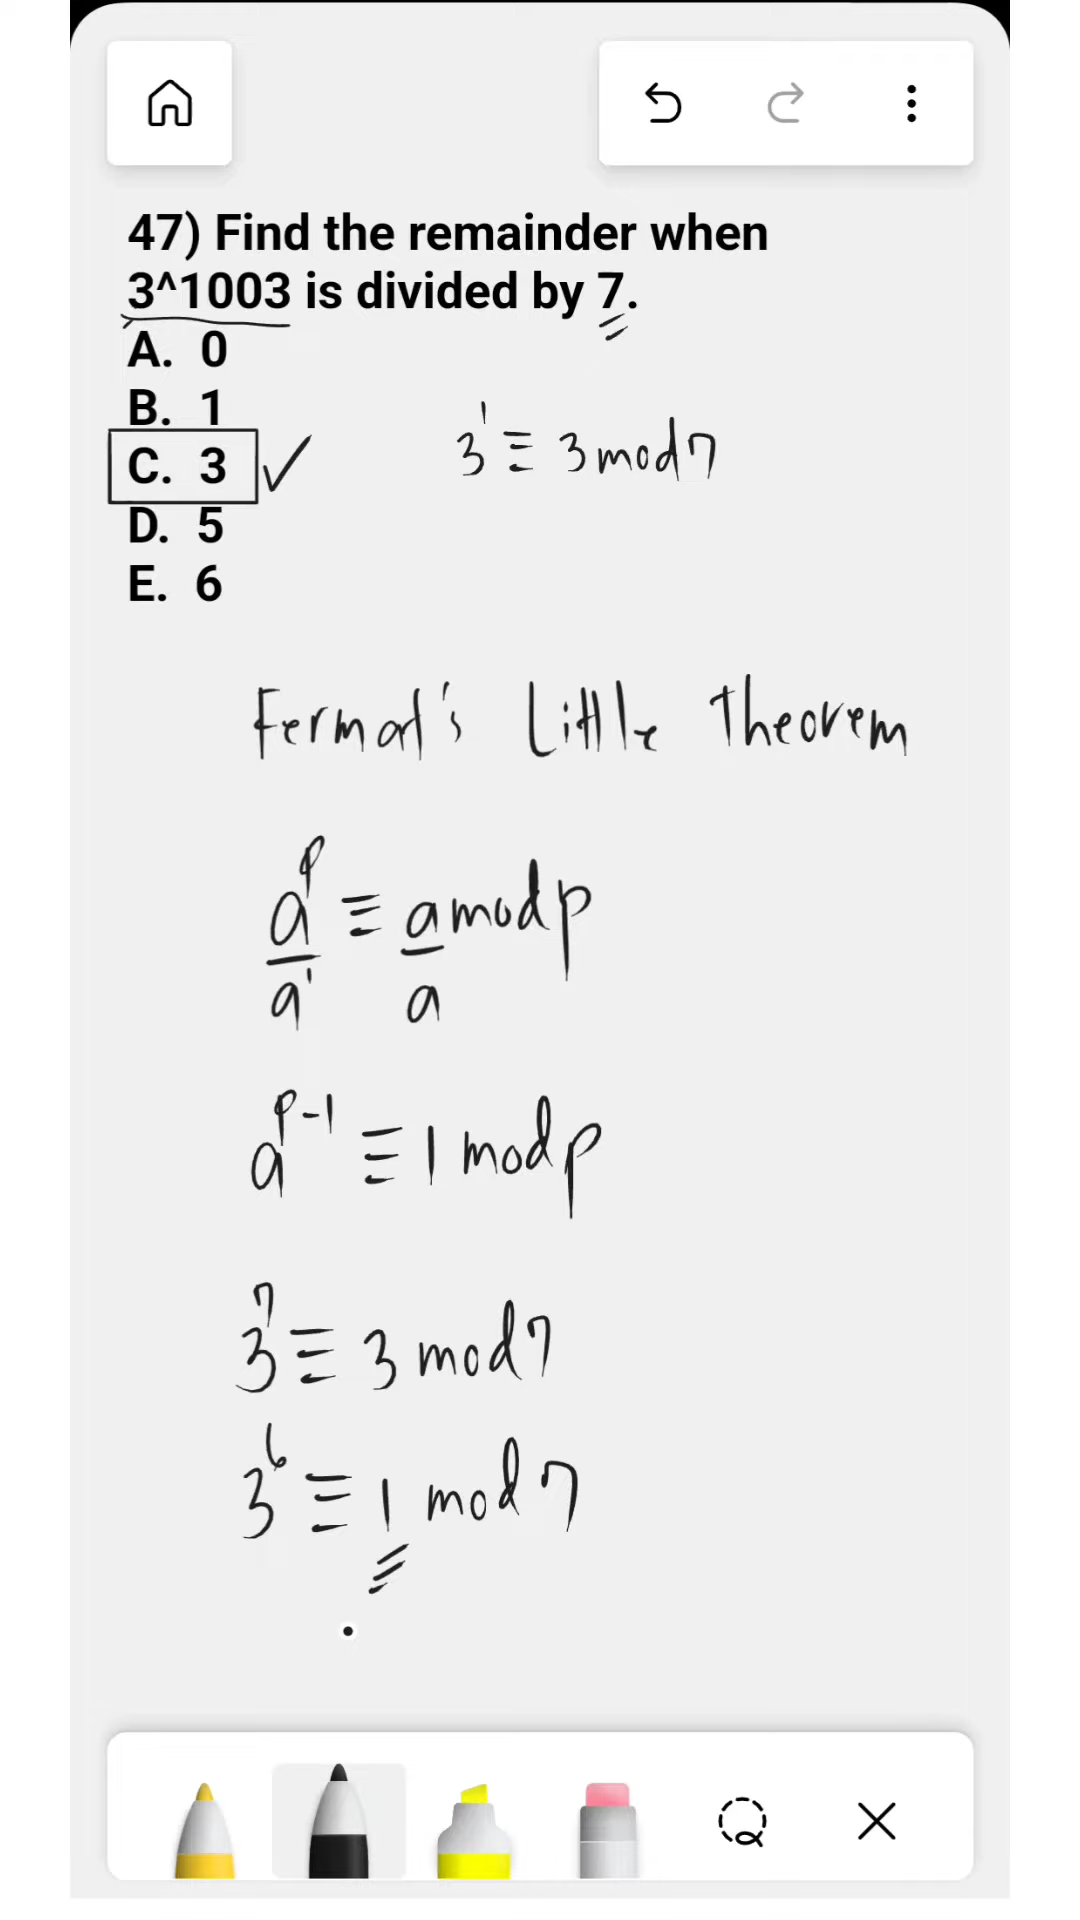 47) Find the remainder when
3^1003 is divided by 7.
A. 0
B. 1
C. 3 ✓
D. 5
E. 6
3¹ ≡ 3 mod 7
Fermat's Little Theorem
a^p ≡ a mod p
a¹ a
a^p-1 ≡ 1 mod p
3⁷ ≡ 3 mod 7
3⁶ ≡ 1 mod 7